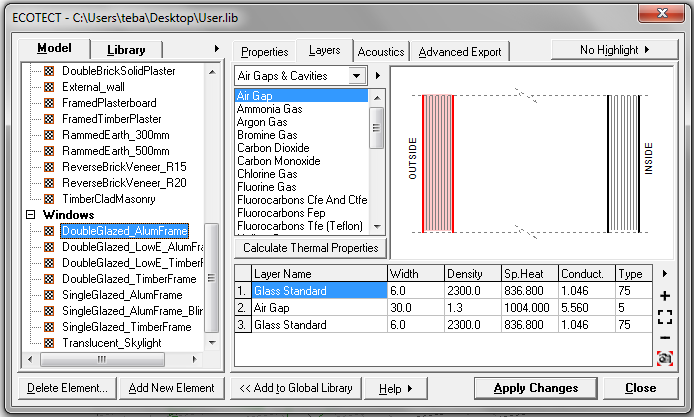 ECOTECT - C:\Users\teba\Desktop\User.lib
Model Library
DoubleBrickSolidPlaster
External_wall
FramedPlasterboard
FramedTimberPlaster
RammedEarth_300mm
RammedEarth_500mm
ReverseBrickVeneer_R15
ReverseBrickVeneer_R20
TimberCladMasonry
Windows
DoubleGlazed_AlumFrame
DoubleGlazed_LowE_AlumFra
DoubleGlazed_LowE_Timber
DoubleGlazed_TimberFrame
SingleGlazed_AlumFrame
SingleGlazed_AlumFrame_Blin
SingleGlazed_TimberFrame
Translucent_Skylight
Properties Layers Acoustics Advanced Export
No Highlight
Air Gaps & Cavities
Air Gap
Ammonia Gas
Argon Gas
Bromine Gas
Carbon Dioxide
Carbon Monoxide
Chlorine Gas
Fluorine Gas
Fluorocarbons Cfe And Ctfe
Fluorocarbons Fep
Fluorocarbons Tfe (Teflon)
Calculate Thermal Properties
OUTSIDE
INSIDE
Layer Name Width Density Sp.Heat Conduct. Type
1. Glass Standard 6.0 2300.0 836.800 1.046 75
2. Air Gap 30.0 1.3 1004.000 5.560 5
3. Glass Standard 6.0 2300.0 836.800 1.046 75
Delete Element... Add New Element << Add to Global Library Help Apply Changes Close